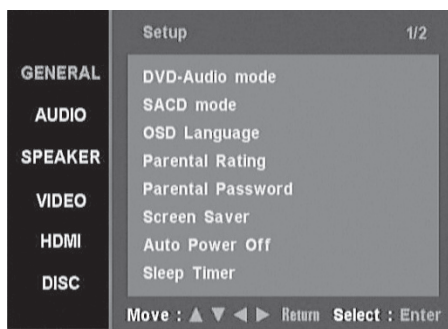 Setup 1/2
GENERAL
AUDIO
SPEAKER
VIDEO
HDMI
DISC
DVD-Audio mode
SACD mode
OSD Language
Parental Rating
Parental Password
Screen Saver
Auto Power Off
Sleep Timer
Move : ▲ ▼ ◀ ▶ Return Select : Enter